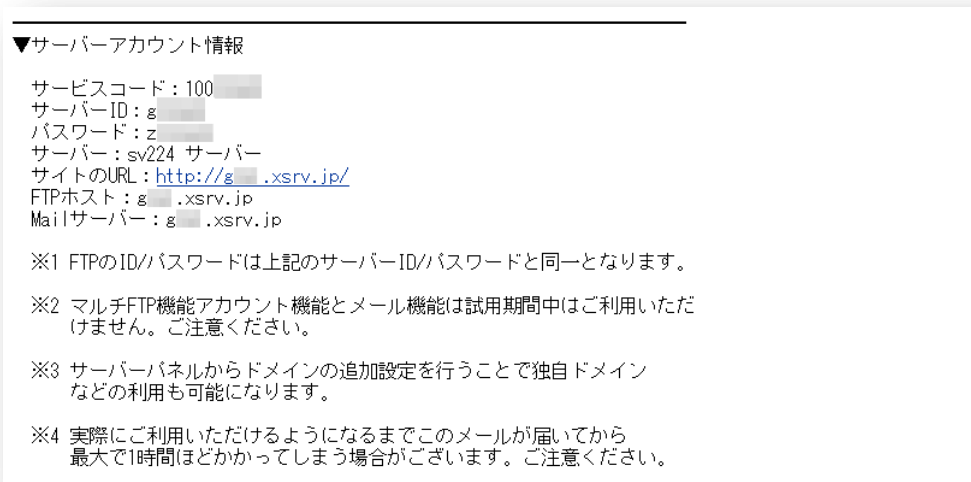 ▼サーバーアカウント情報
サービスコード：100
サーバーID：g
パスワード：z
サーバー：sv224 サーバー
サイトのURL：http://g .xsrv.jp/
FTPホスト：g .xsrv.jp
Mailサーバー：g .xsrv.jp
※1 FTPのID/パスワードは上記のサーバーID/パスワードと同一となります。
※2 マルチFTP機能アカウント機能とメール機能は試用期間中はご利用いただ
けません。ご注意ください。
※3 サーバーパネルからドメインの追加設定を行うことで独自ドメイン
などの利用も可能になります。
※4 実際にご利用いただけるようになるまでこのメールが届いてから
最大で1時間ほどかかってしまう場合がございます。ご注意ください。